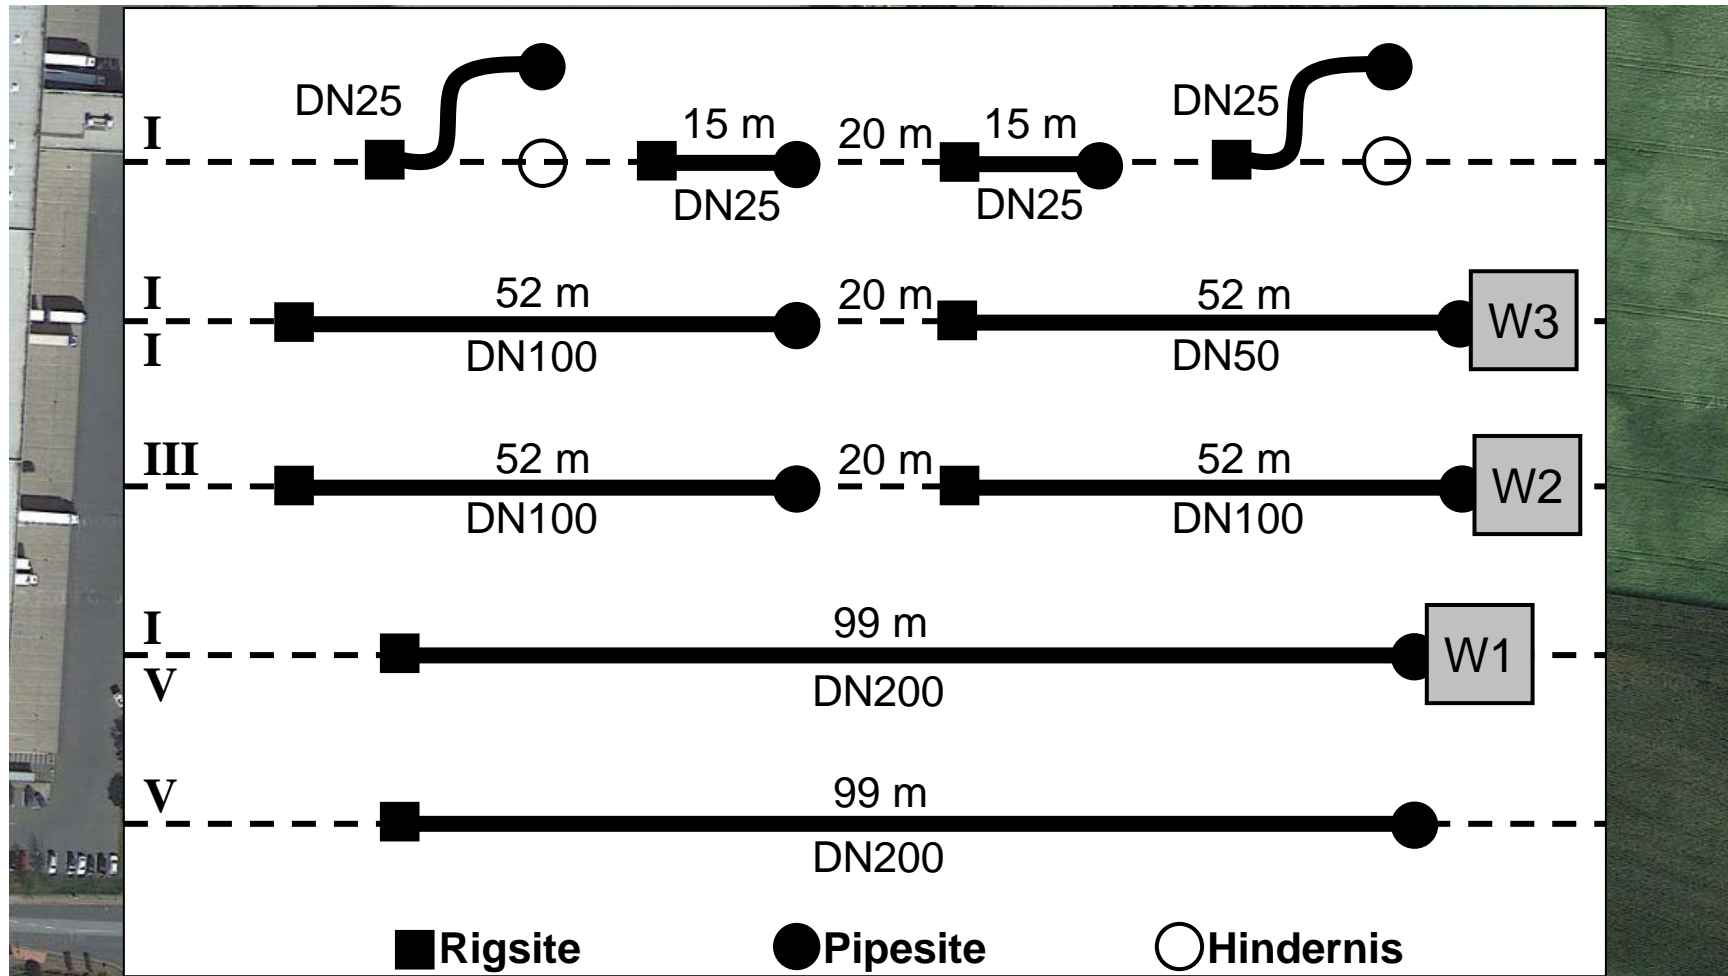 DN25
DN25
I
15 m
20 m
15 m
DN25
DN25
I
I
52 m
20 m
52 m
W3
DN100
DN50
III
52 m
20 m
52 m
W2
DN100
DN100
I
V
99 m
W1
DN200
V
99 m
DN200
Rigsite
Pipesite
Hindernis